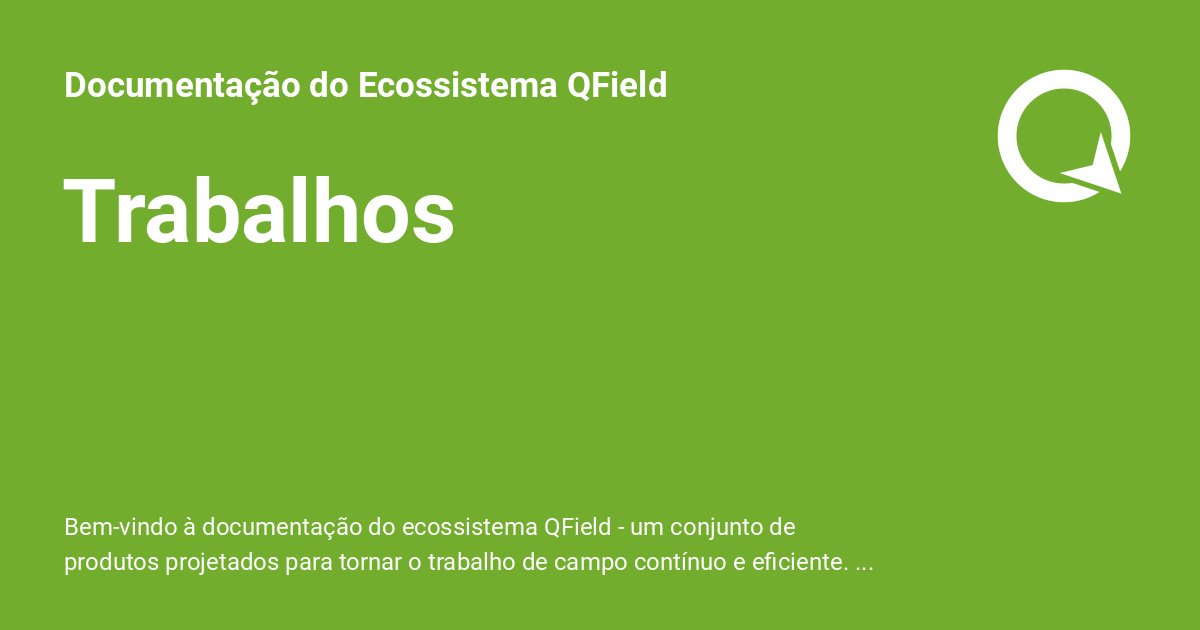 Documentação do Ecossistema QField
Trabalhos
Bem-vindo à documentação do ecossistema QField - um conjunto de
produtos projetados para tornar o trabalho de campo contínuo e eficiente. ...